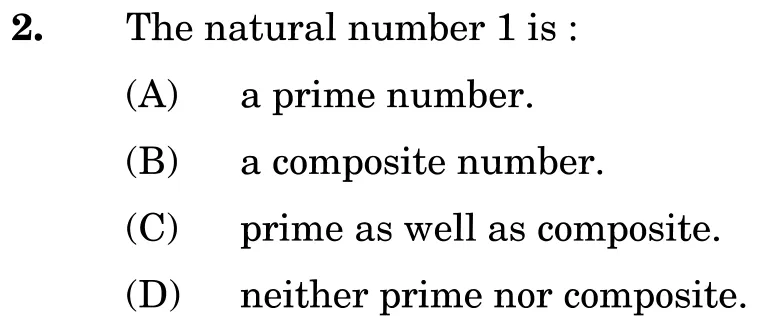 2. The natural number 1 is :
(A) a prime number.
(B) a composite number.
(C) prime as well as composite.
(D) neither prime nor composite.